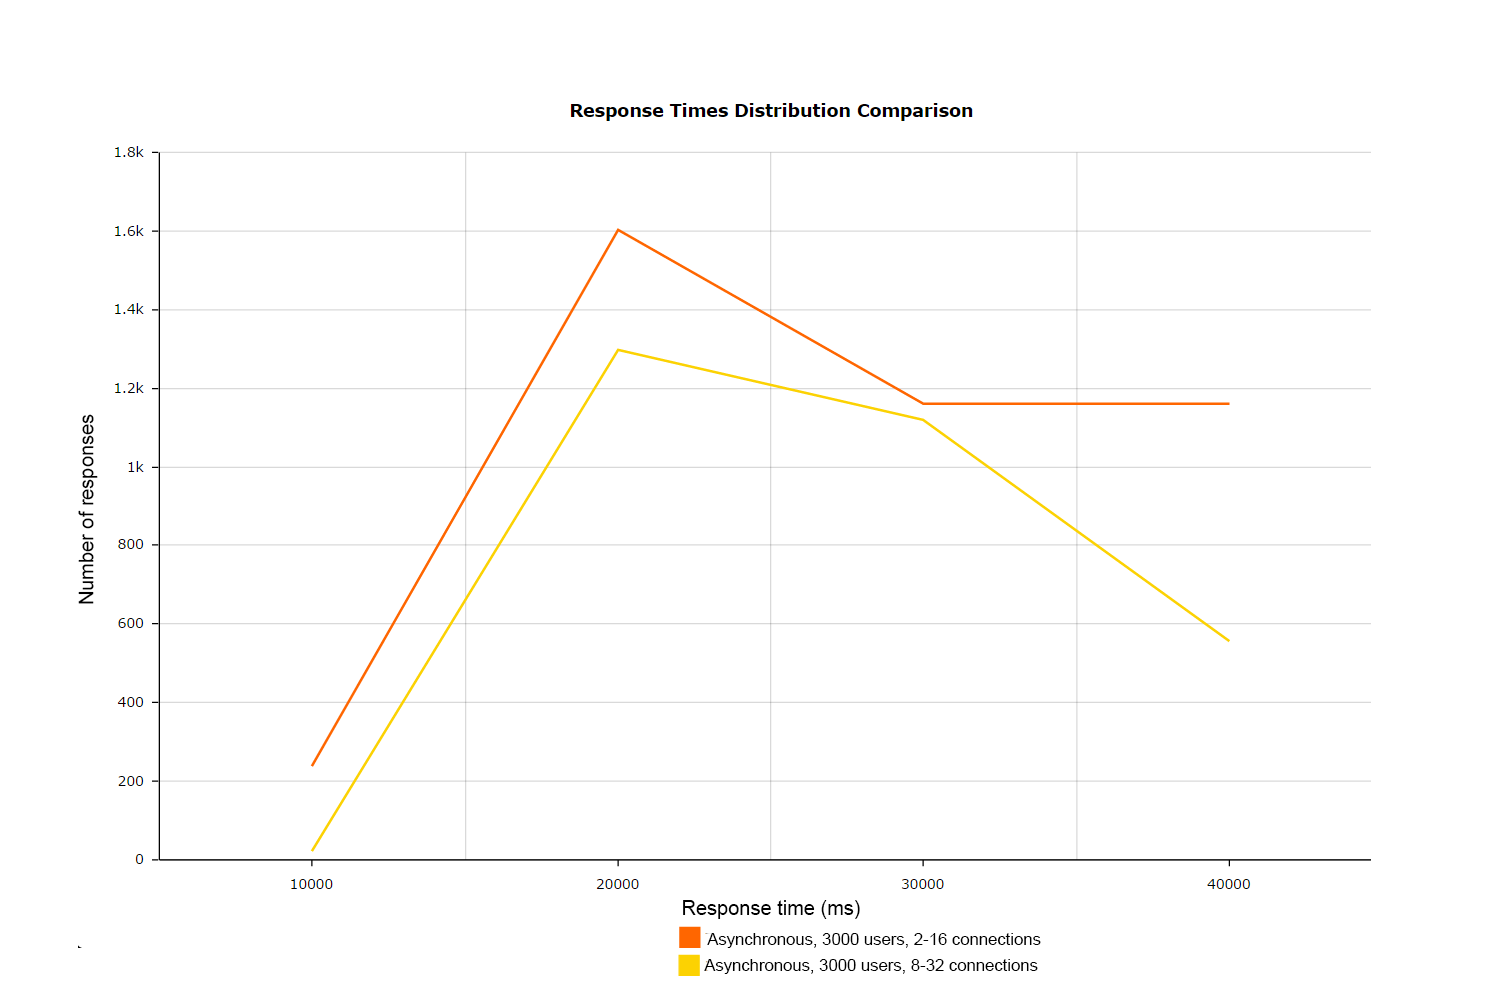 Response Times Distribution Comparison
1.8k
1.6k
1.4k
1.2k
1k
800
600
400
200
0
Number of responses
10000 20000 30000 40000
Response time (ms)
Asynchronous, 3000 users, 2-16 connections
Asynchronous, 3000 users, 8-32 connections